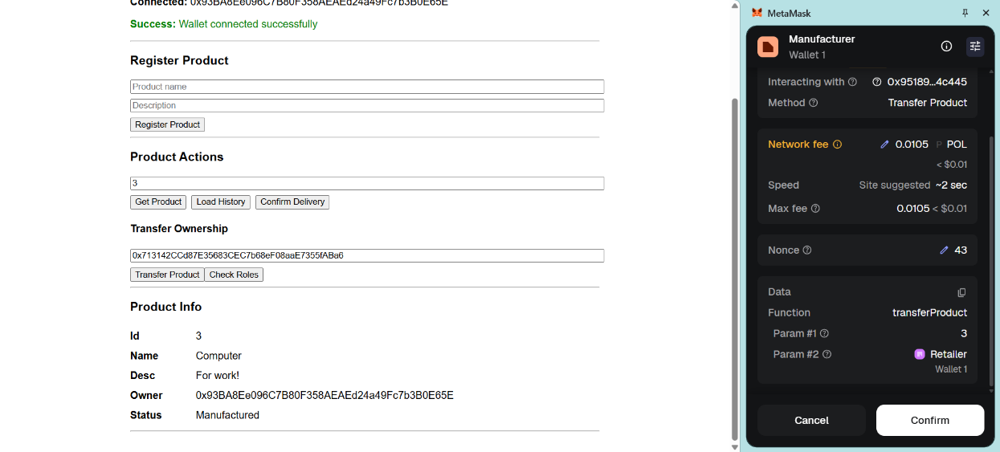 Connected: 0x93BA8Ee096C7B80F358AEAEd24a49Fc7b3B0E65E
Success: Wallet connected successfully
Register Product
Product name
Description
Register Product
Product Actions
3
Get Product Load History Confirm Delivery
Transfer Ownership
0x713142CCd87E35683CEC7b68eF08aaE7355fABa6
Transfer Product Check Roles
Product Info
Id 3
Name Computer
Desc For work!
Owner 0x93BA8Ee096C7B80F358AEAEd24a49Fc7b3B0E65E
Status Manufactured
MetaMask
Manufacturer
Wallet 1
Interacting with 0x95189...4c445
Method Transfer Product
Network fee 0.0105 P POL
< $0.01
Speed Site suggested ~2 sec
Max fee 0.0105 < $0.01
Nonce 43
Data
Function transferProduct
Param #1 3
Param #2 Retailer
Wallet 1
Cancel Confirm